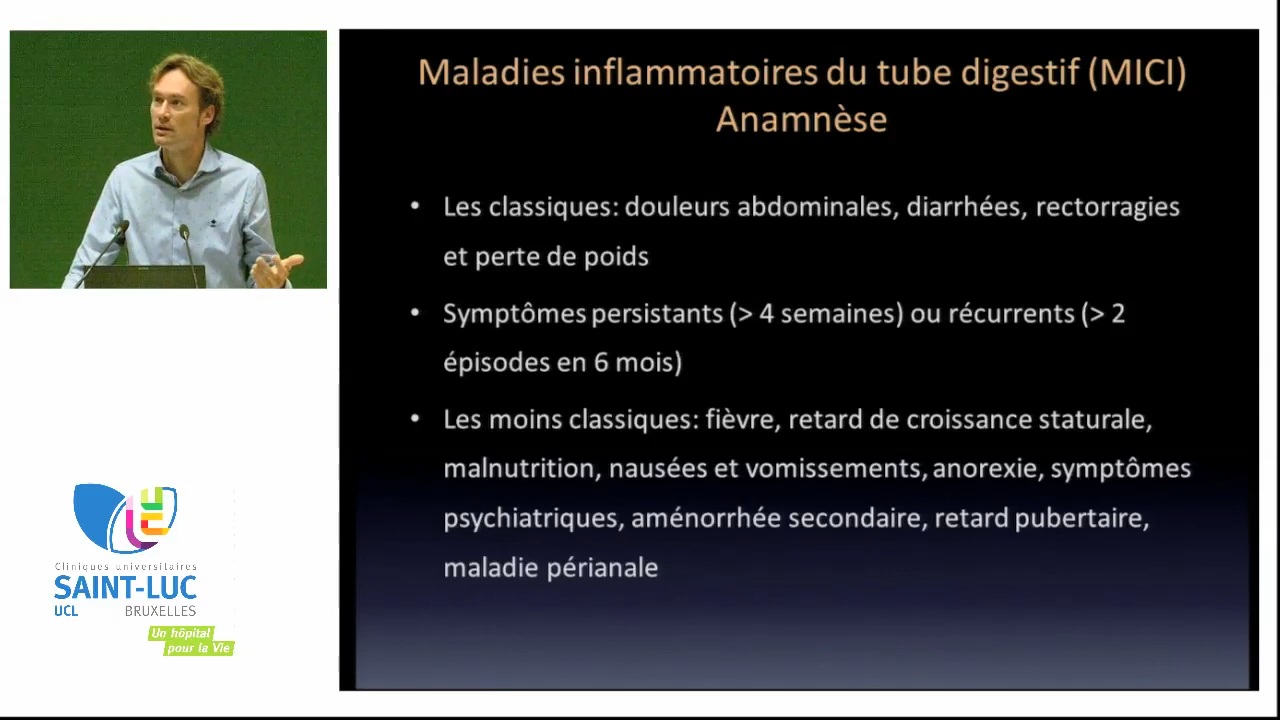 Maladies inflammatoires du tube digestif (MICI)
Anamnèse
• Les classiques: douleurs abdominales, diarrhées, rectorragies
et perte de poids
• Symptômes persistants (> 4 semaines) ou récurrents (> 2
épisodes en 6 mois)
• Les moins classiques: fièvre, retard de croissance staturale,
malnutrition, nausées et vomissements, anorexie, symptômes
psychiatriques, aménorrhée secondaire, retard pubertaire,
maladie périanale
Cliniques universitaires
SAINT-LUC
UCL BRUXELLES
Un hôpital
pour la Vie